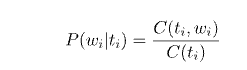 P(w_i|t_i) = \frac{C(t_i, w_i)}{C(t_i)}